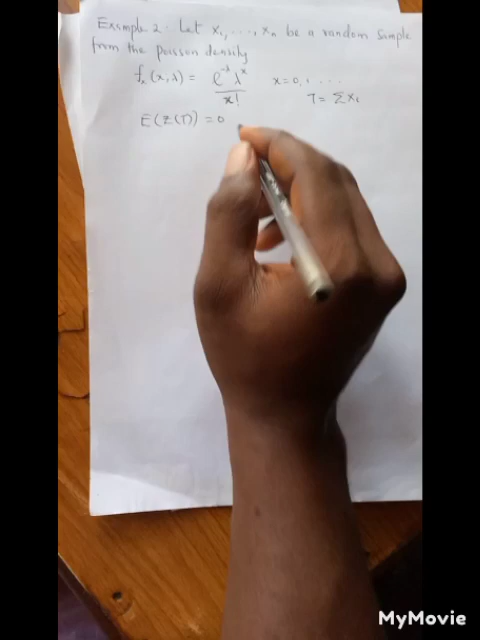 Example 2. Let x₁, ..., xₙ be a random sample
from the poisson density
fₓ(x,λ) = e^-λ λ^x / x! x=0,1 ...
T= Σxᵢ
E(Z(T)) = 0
MyMovie